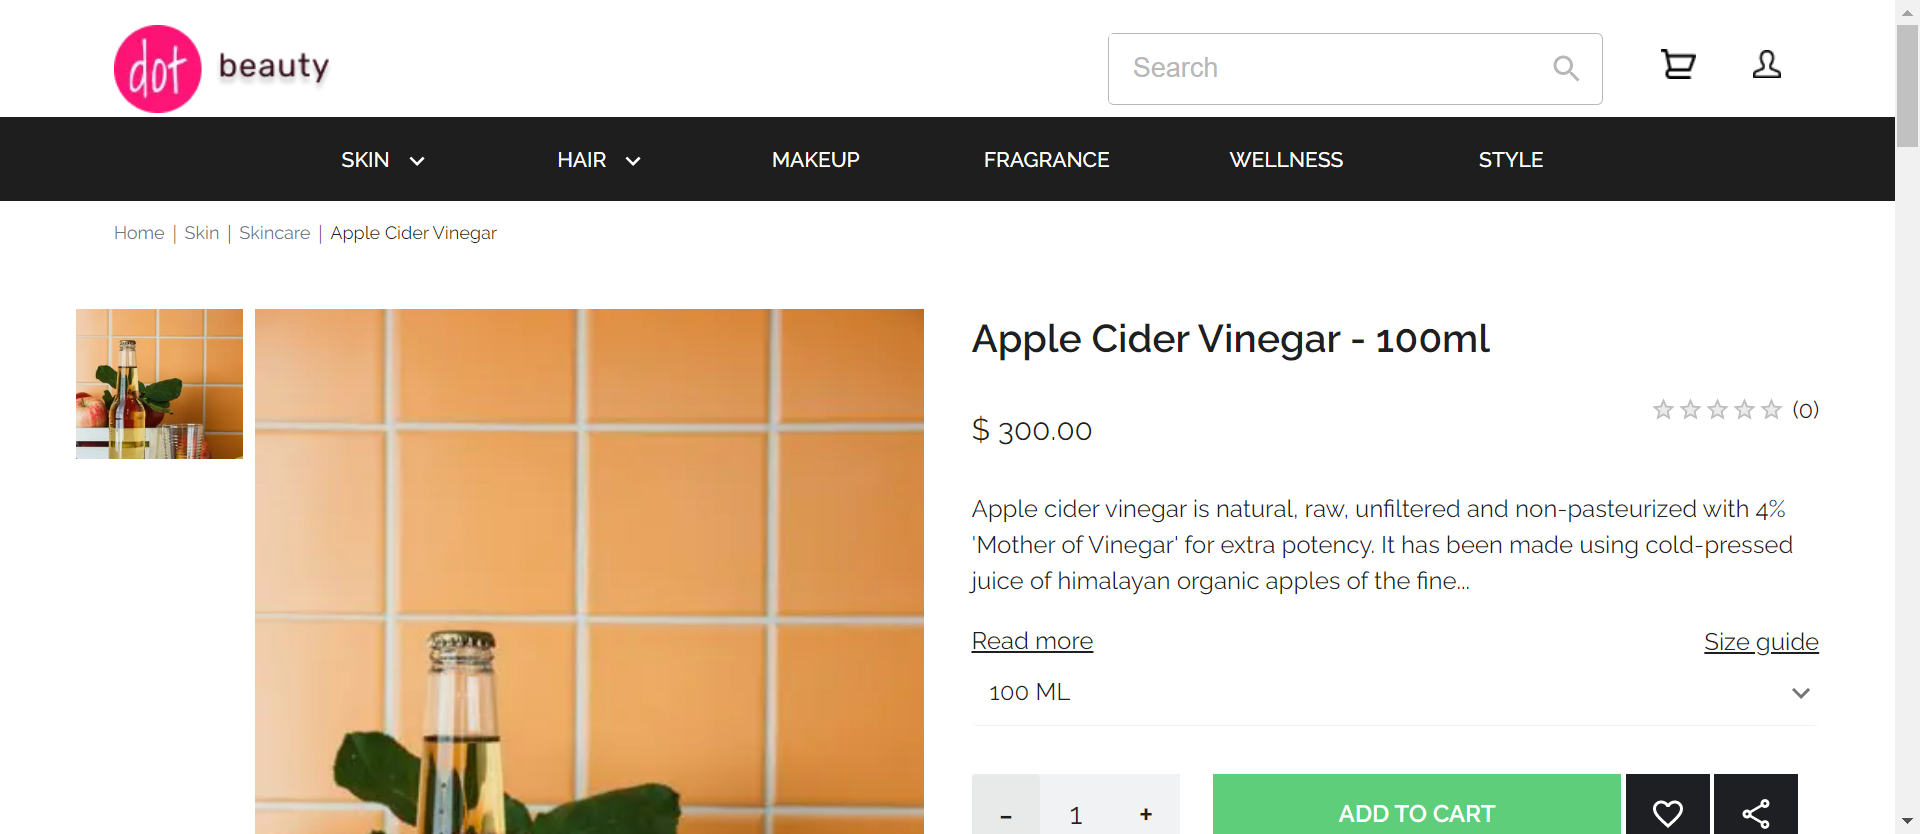 dot beauty
Search
SKIN
HAIR
MAKEUP
FRAGRANCE
WELLNESS
STYLE
Home | Skin | Skincare | Apple Cider Vinegar
Apple Cider Vinegar - 100ml
(0)
$ 300.00
Apple cider vinegar is natural, raw, unfiltered and non-pasteurized with 4%
'Mother of Vinegar' for extra potency. It has been made using cold-pressed
juice of himalayan organic apples of the fine...
Read more
Size guide
100 ML
- 1 +
ADD TO CART